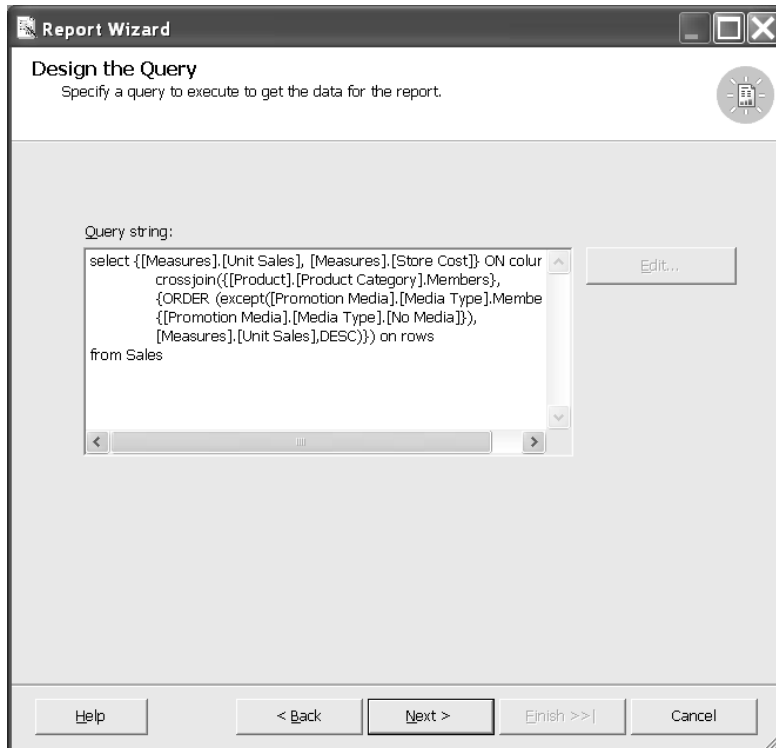 Report Wizard
Design the Query
Specify a query to execute to get the data for the report.
Query string:
select {[Measures].[Unit Sales], [Measures].[Store Cost]} ON colur
crossjoin({[Product].[Product Category].Members},
{ORDER (except([Promotion Media].[Media Type].Membe
{[Promotion Media].[Media Type].[No Media]}),
[Measures].[Unit Sales],DESC)}) on rows
from Sales
Edit...
Help
< Back
Next >
Finish >>|
Cancel